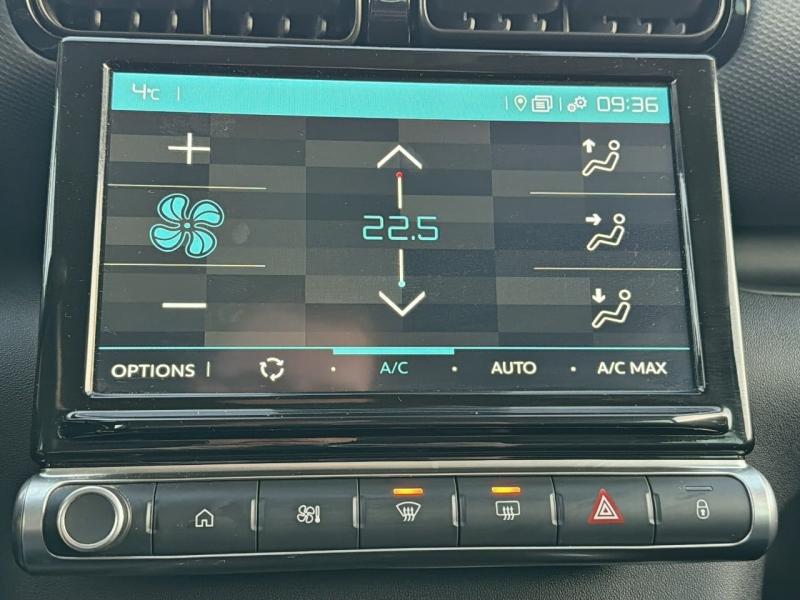 4°C
09:36
22.5
OPTIONS A/C AUTO A/C MAX